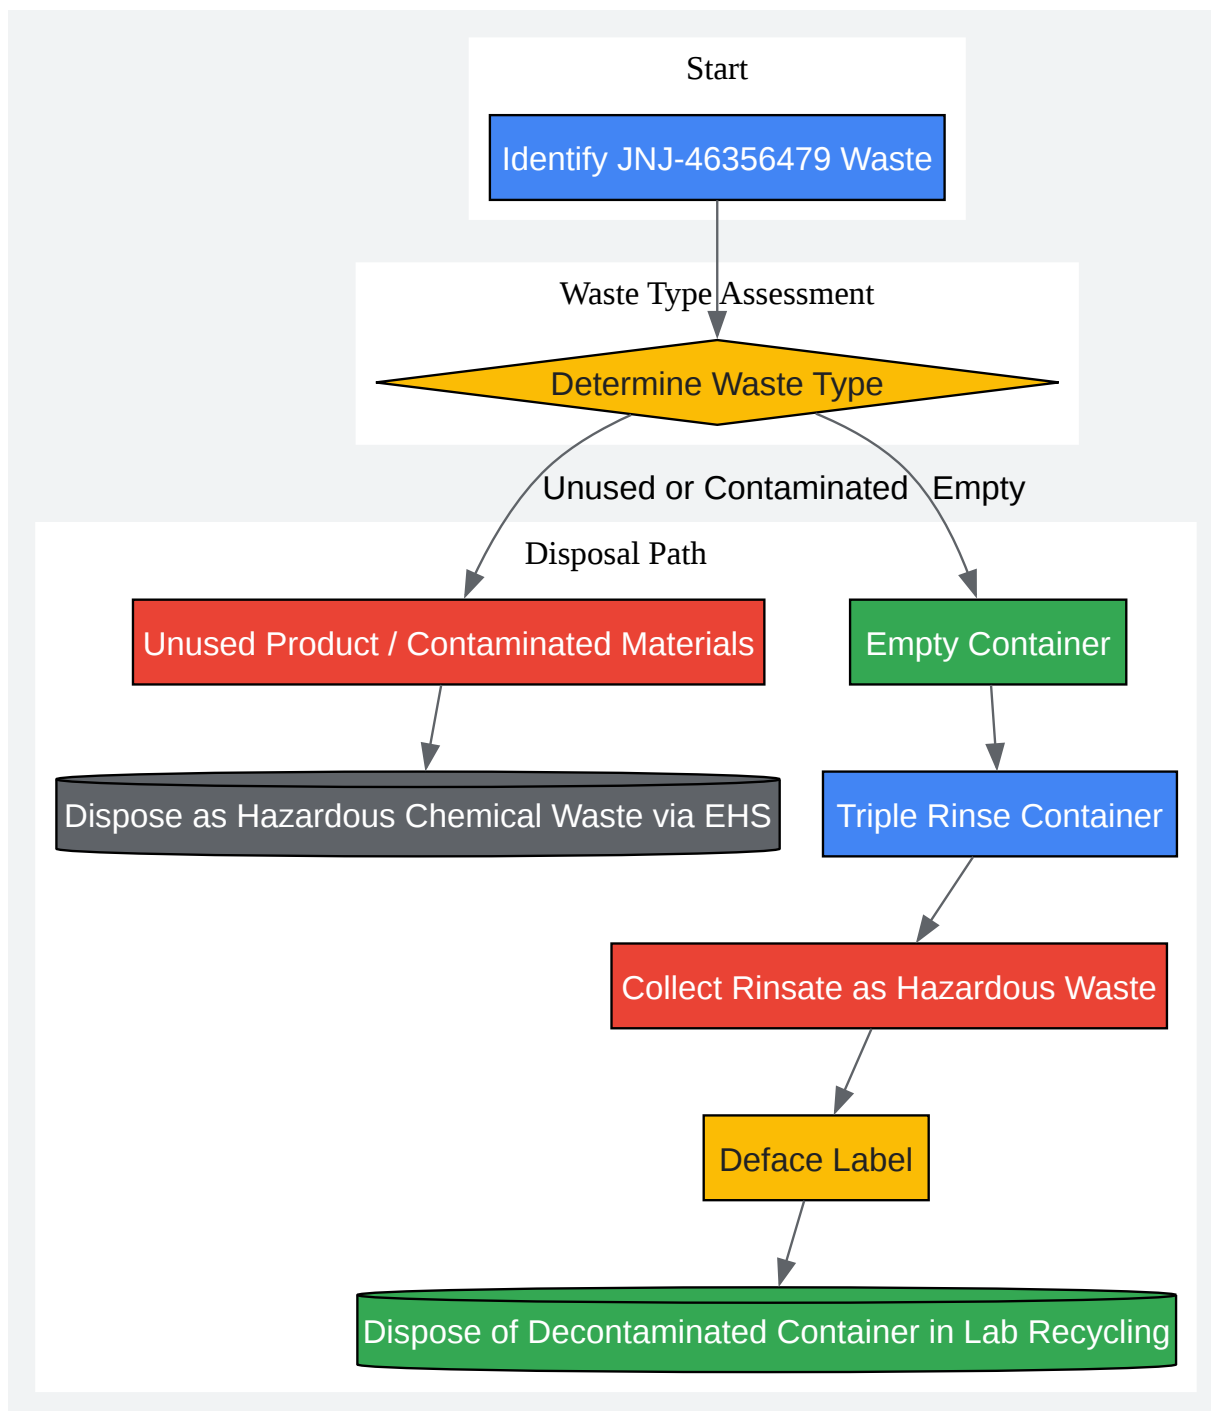 Start
Identify JNJ-46356479 Waste
Waste Type Assessment
Determine Waste Type
Unused or Contaminated
Empty
Disposal Path
Unused Product / Contaminated Materials
Empty Container
Dispose as Hazardous Chemical Waste via EHS
Triple Rinse Container
Collect Rinsate as Hazardous Waste
Deface Label
Dispose of Decontaminated Container in Lab Recycling